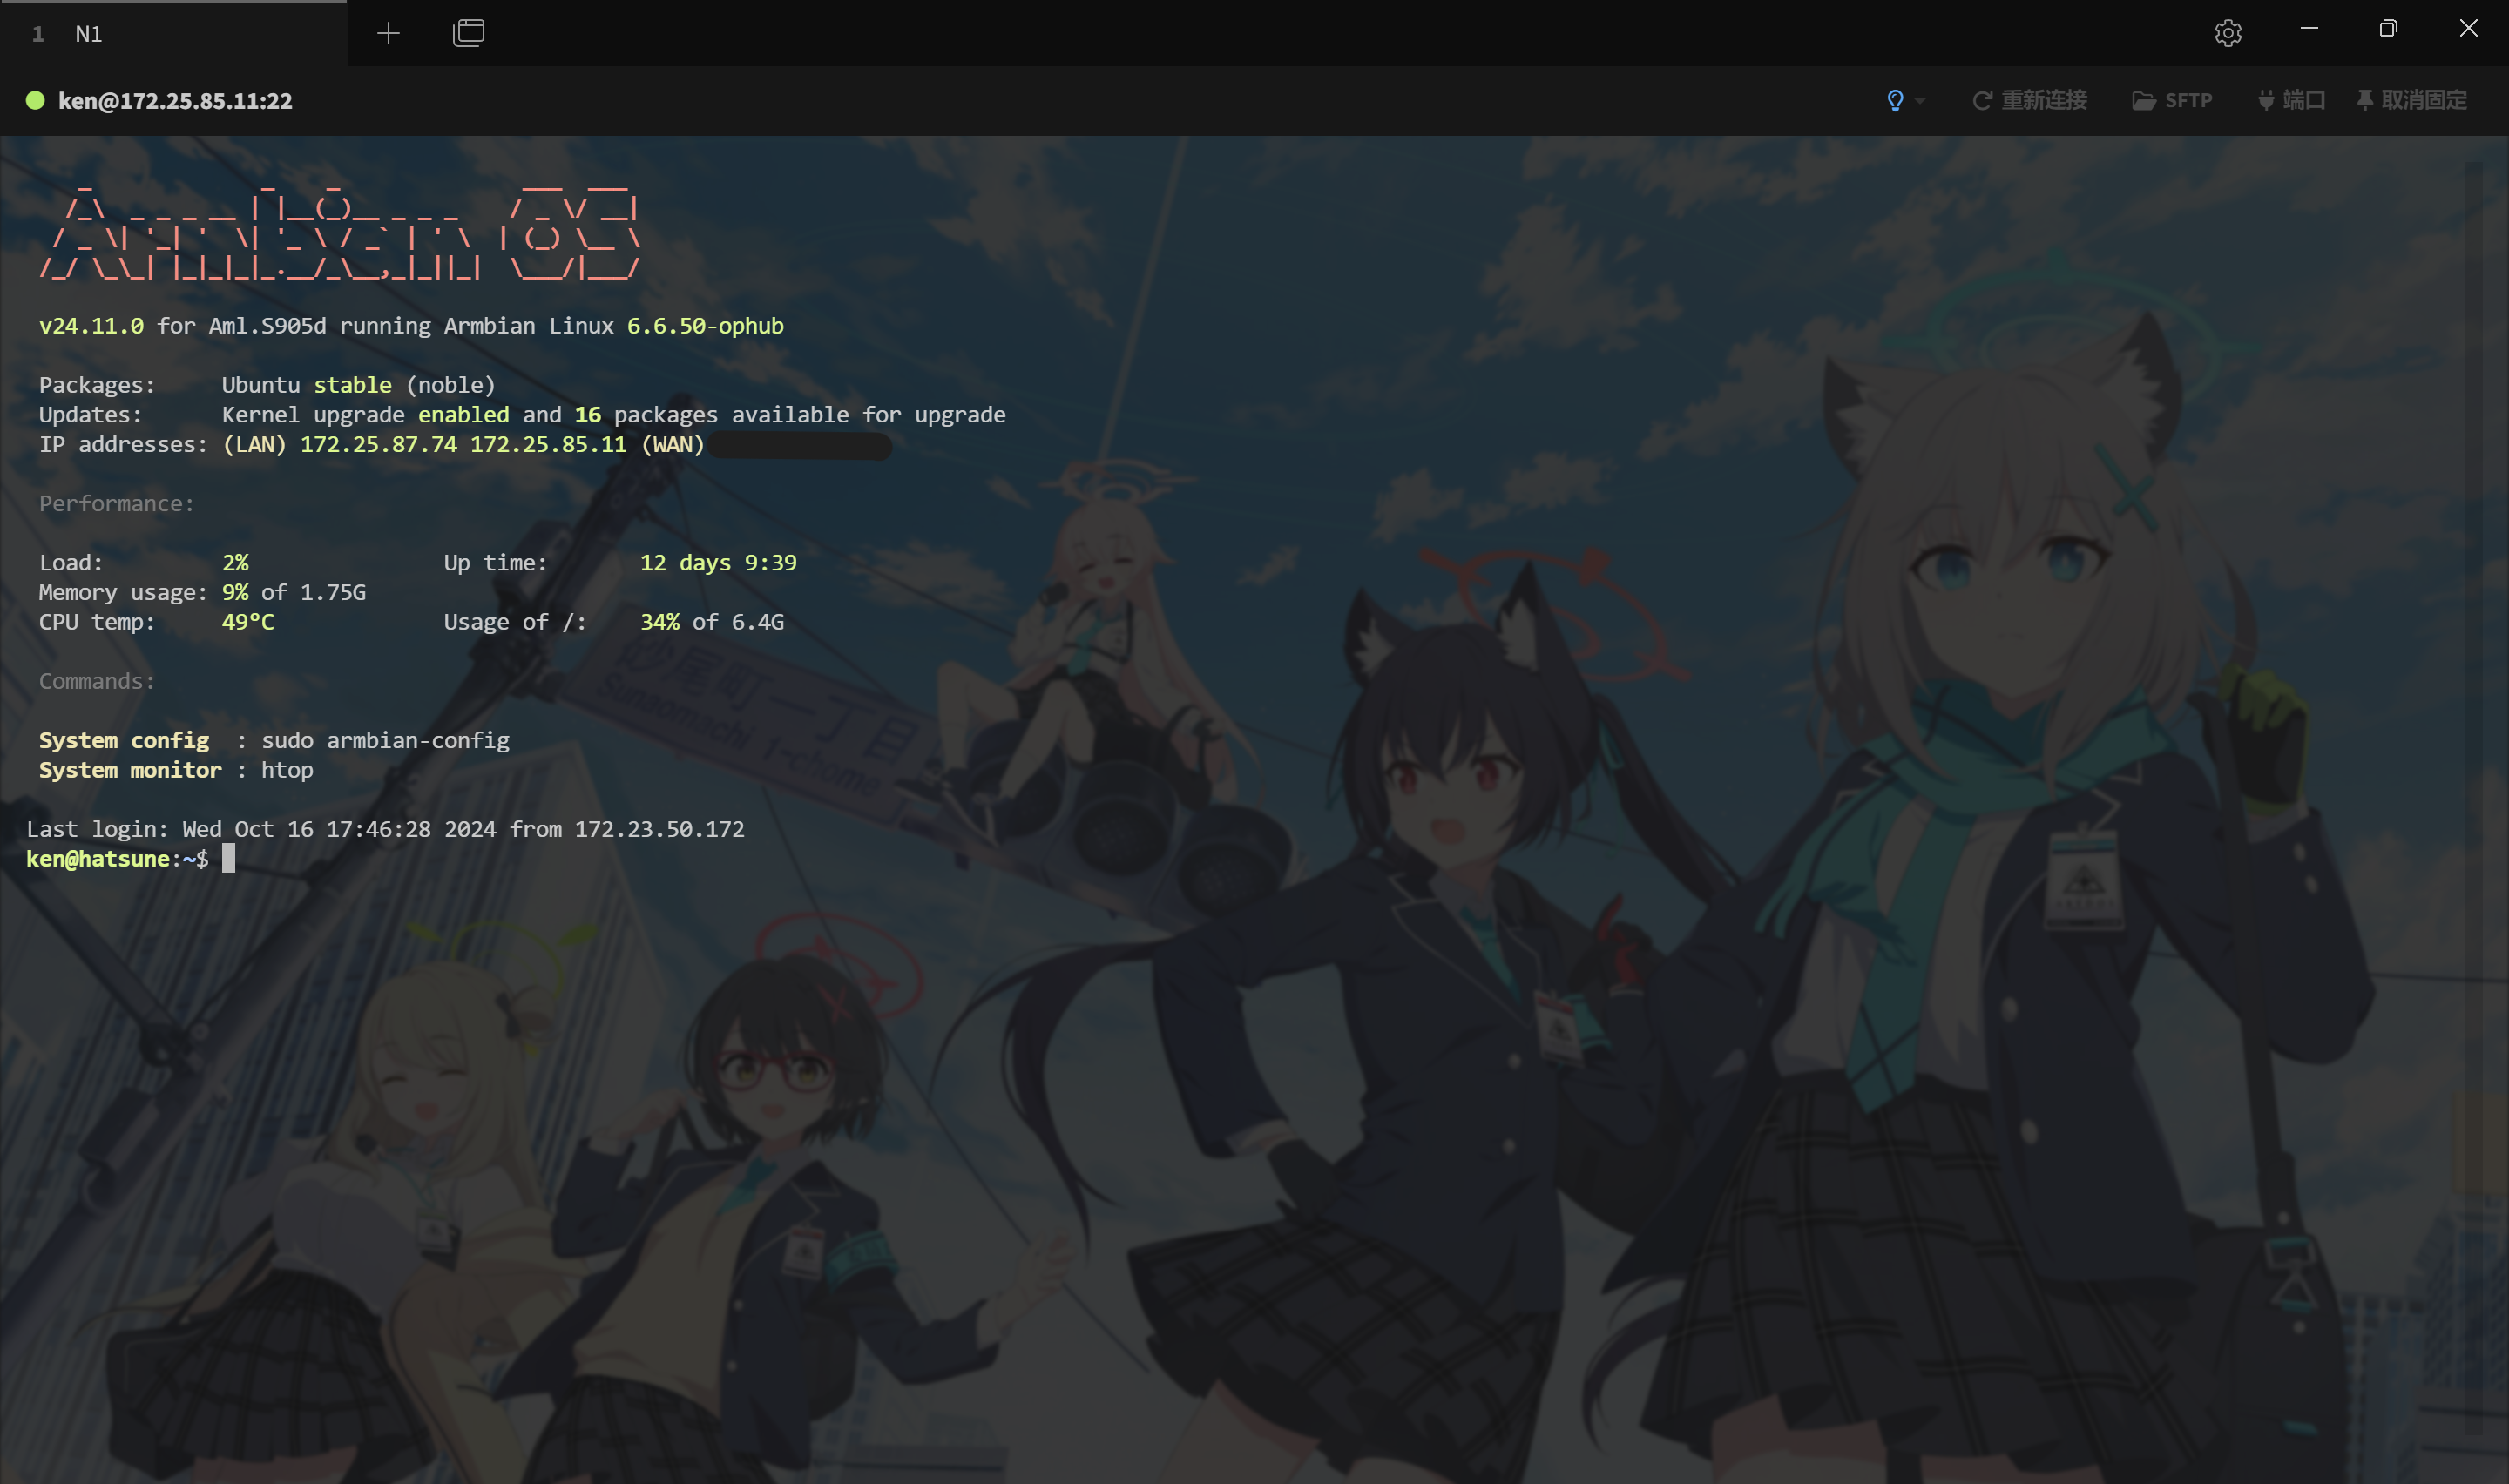 1 N1
ken@172.25.85.11:22 重新连接 SFTP 端口 取消固定
Armbian OS
v24.11.0 for Aml.S905d running Armbian Linux 6.6.50-ophub
Packages: Ubuntu stable (noble)
Updates: Kernel upgrade enabled and 16 packages available for upgrade
IP addresses: (LAN) 172.25.87.74 172.25.85.11 (WAN)
Performance:
Load: 2% Up time: 12 days 9:39
Memory usage: 9% of 1.75G
CPU temp: 49°C Usage of /: 34% of 6.4G
Commands:
System config : sudo armbian-config
System monitor : htop
Last login: Wed Oct 16 17:46:28 2024 from 172.23.50.172
ken@hatsune:~$
砂尾町一丁目
Sunaomachi 1-chome